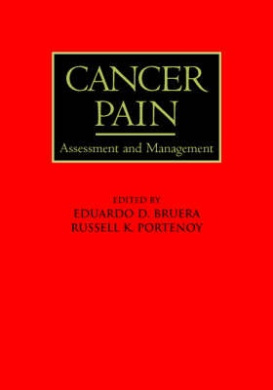 CANCER
PAIN
Assessment and Management
EDITED BY
EDUARDO D. BRUERA
RUSSELL K. PORTENOY